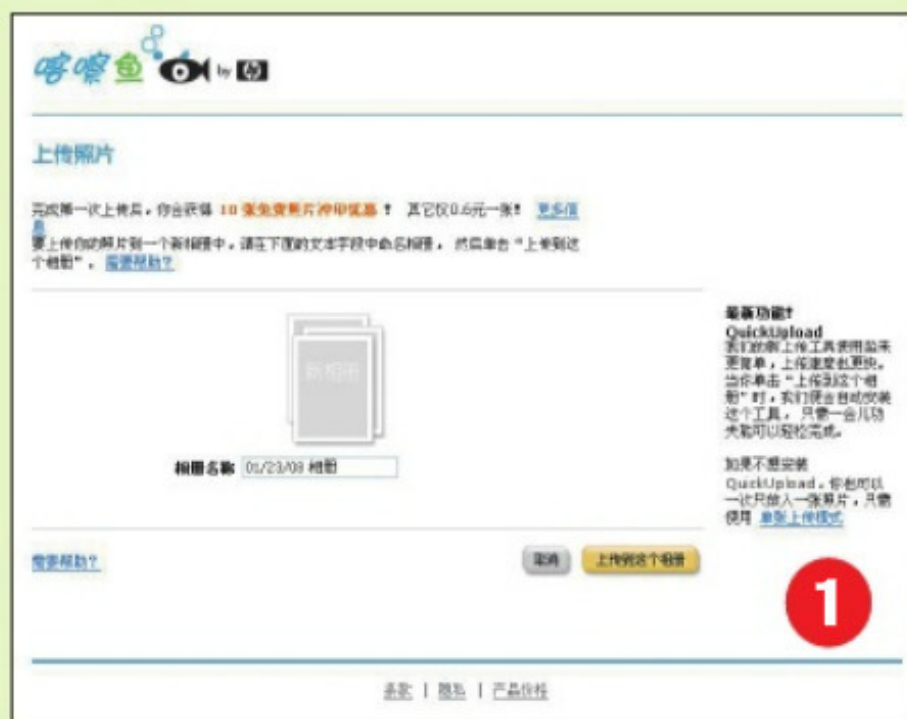 喀嚓鱼 by hp
上传照片
完成第一次上传后，你会获得 10 张免费照片冲印优惠！ 其它仅0.6元一张！ 更多信
息
要上传你的照片到一个新相册中，请在下面的文本字段中命名相册， 然后单击“上传到这
个相册”。 需要帮助？
新相册
相册名称 01/23/08 相册
需要帮助？
取消 上传到这个相册
最新功能！
QuickUpload
我们的新上传工具使用起来
更简单，上传速度也更快。
当你单击“上传到这个相
册”时，我们便会自动安装
这个工具， 只需一会儿功
夫就可以轻松完成。
如果不想安装
QuickUpload，你也可以
一次只放入一张照片，只需
使用 单张上传模式
1
条款 | 隐私 | 产品价格